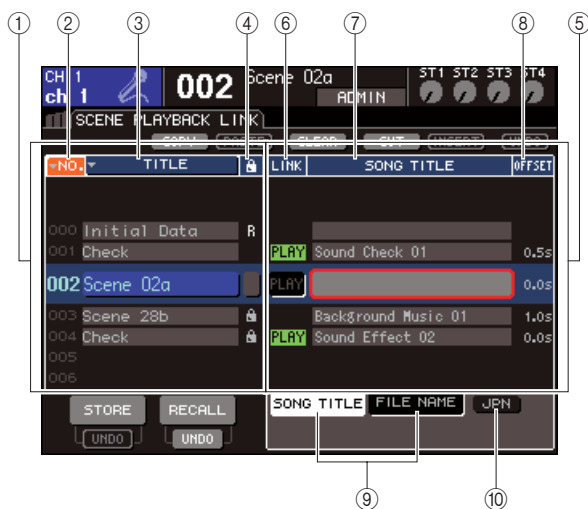 ① ② ③ ④ ⑥ ⑦ ⑧ ⑤
CH 1 ch 1 002 Scene 02a ADMIN ST1 ST2 ST3 ST4
SCENE PLAYBACK LINK
COPY PASTE CLEAR CUT INSERT UNDO
NO. TITLE LINK SONG TITLE OFFSET
000 Initial Data R
001 Check PLAY Sound Check 01 0.5s
002 Scene 02a PLAY 0.0s
003 Scene 28b Background Music 01 1.0s
004 Check PLAY Sound Effect 02 0.0s
005
006
STORE RECALL SONG TITLE FILE NAME JPN
UNDO UNDO
⑨ ⑩